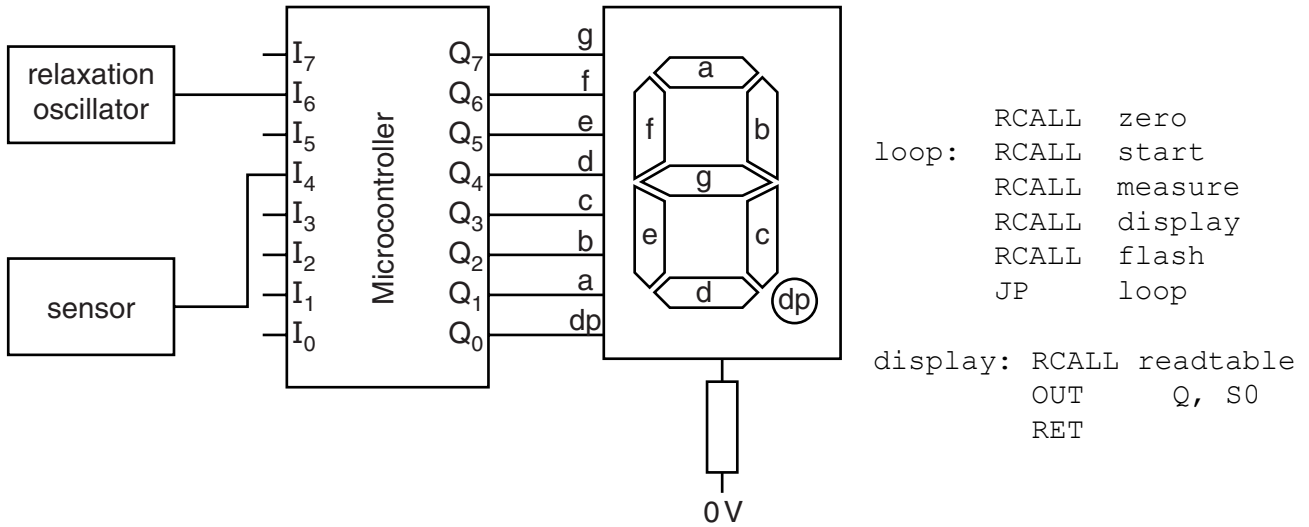 relaxation
oscillator
sensor
I7
I6
I5
I4
I3
I2
I1
I0
Microcontroller
Q7
Q6
Q5
Q4
Q3
Q2
Q1
Q0
g
f
e
d
c
b
a
dp
a
f
b
g
e
c
d
dp
0 V
RCALL zero
loop: RCALL start
RCALL measure
RCALL display
RCALL flash
JP loop
display: RCALL readtable
OUT Q, S0
RET